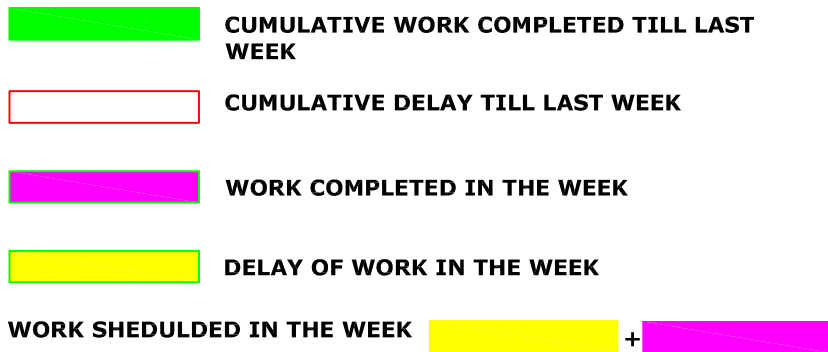 CUMULATIVE WORK COMPLETED TILL LAST
WEEK
CUMULATIVE DELAY TILL LAST WEEK
WORK COMPLETED IN THE WEEK
DELAY OF WORK IN THE WEEK
WORK SHEDULDED IN THE WEEK +